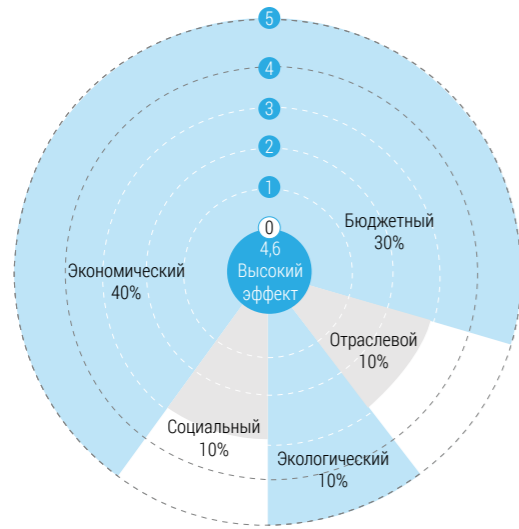 5
4
3
2
1
0
4,6
Высокий
эффект
Бюджетный
30%
Экономический
40%
Отраслевой
10%
Социальный
10%
Экологический
10%